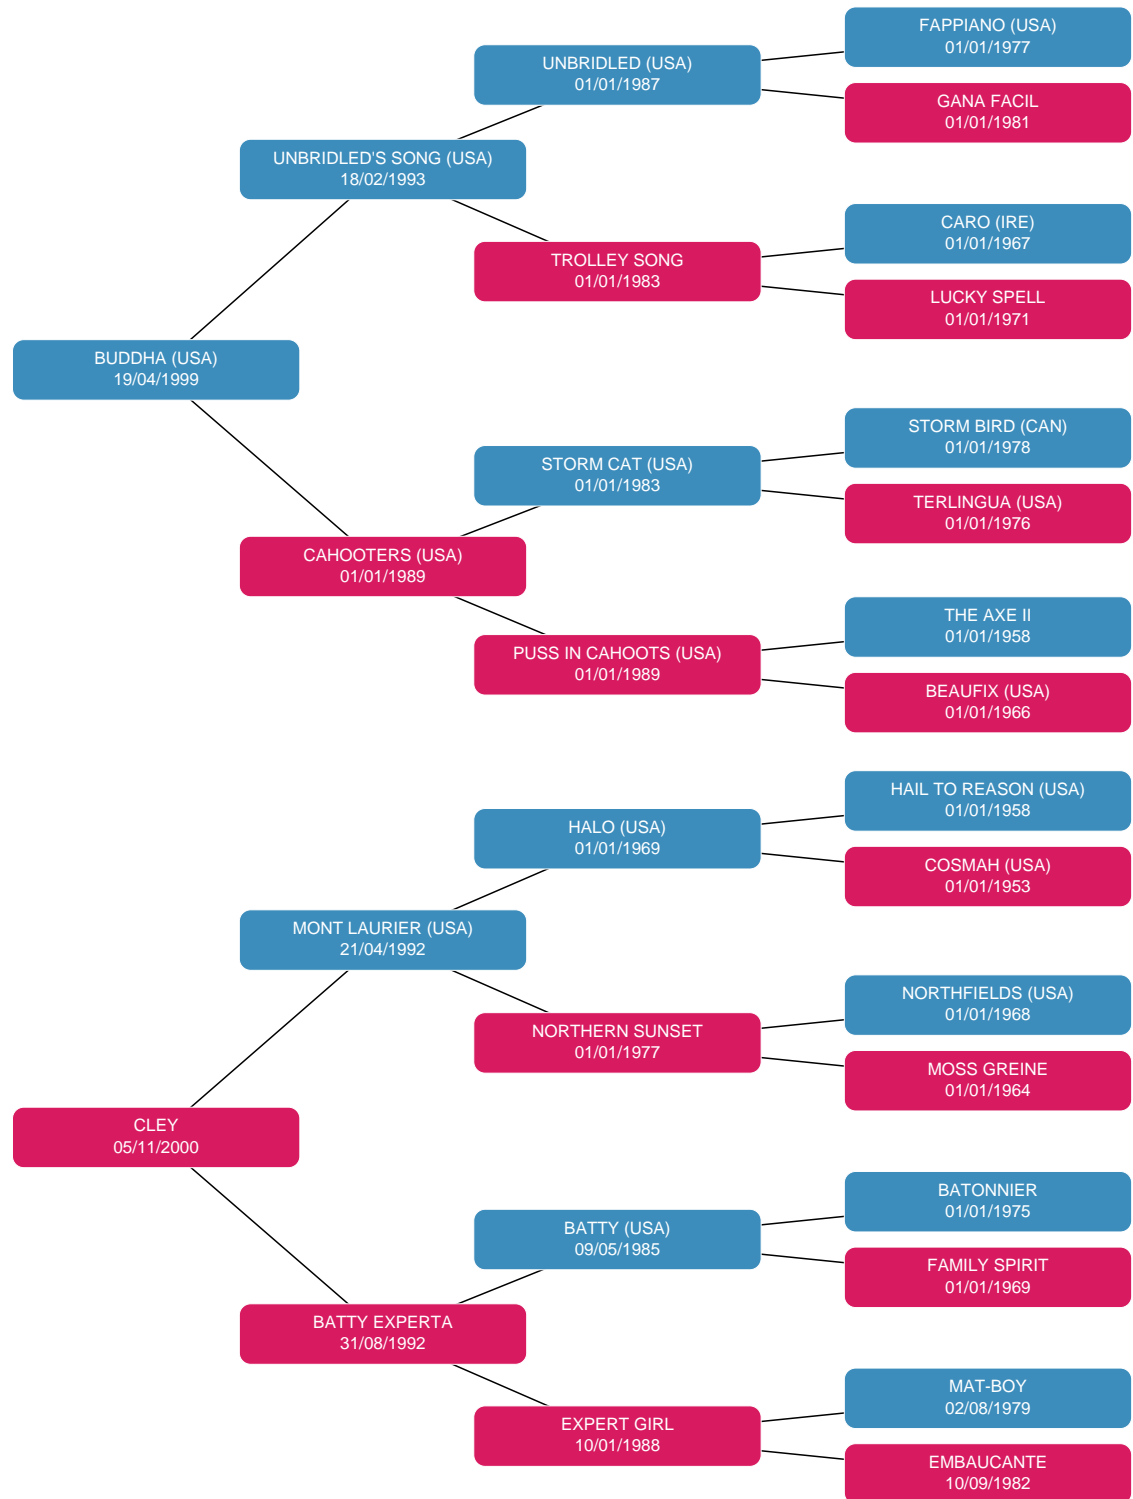 FAPPIANO (USA)
01/01/1977
UNBRIDLED (USA)
01/01/1987
GANA FACIL
01/01/1981
UNBRIDLED'S SONG (USA)
18/02/1993
CARO (IRE)
01/01/1967
TROLLEY SONG
01/01/1983
LUCKY SPELL
01/01/1971
BUDDHA (USA)
19/04/1999
STORM BIRD (CAN)
01/01/1978
STORM CAT (USA)
01/01/1983
TERLINGUA (USA)
01/01/1976
CAHOOTERS (USA)
01/01/1989
THE AXE II
01/01/1958
PUSS IN CAHOOTS (USA)
01/01/1989
BEAUFIX (USA)
01/01/1966
HAIL TO REASON (USA)
01/01/1958
HALO (USA)
01/01/1969
COSMAH (USA)
01/01/1953
MONT LAURIER (USA)
21/04/1992
NORTHFIELDS (USA)
01/01/1968
NORTHERN SUNSET
01/01/1977
MOSS GREINE
01/01/1964
CLEY
05/11/2000
BATONNIER
01/01/1975
BATTY (USA)
09/05/1985
FAMILY SPIRIT
01/01/1969
BATTY EXPERTA
31/08/1992
MAT-BOY
02/08/1979
EXPERT GIRL
10/01/1988
EMBAUCANTE
10/09/1982